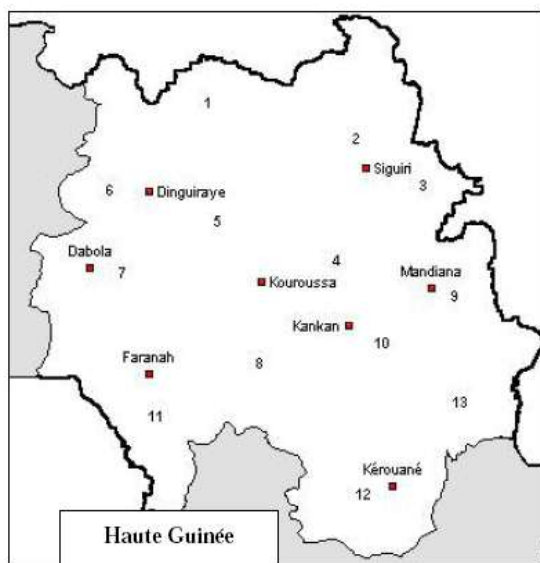 1
2
Siguiri
3
6
Dinguiraye
5
Dabola
7
4
Kouroussa
Mandiana
9
Kankan
10
Faranah
8
11
13
Kérouané
12
Haute Guinée